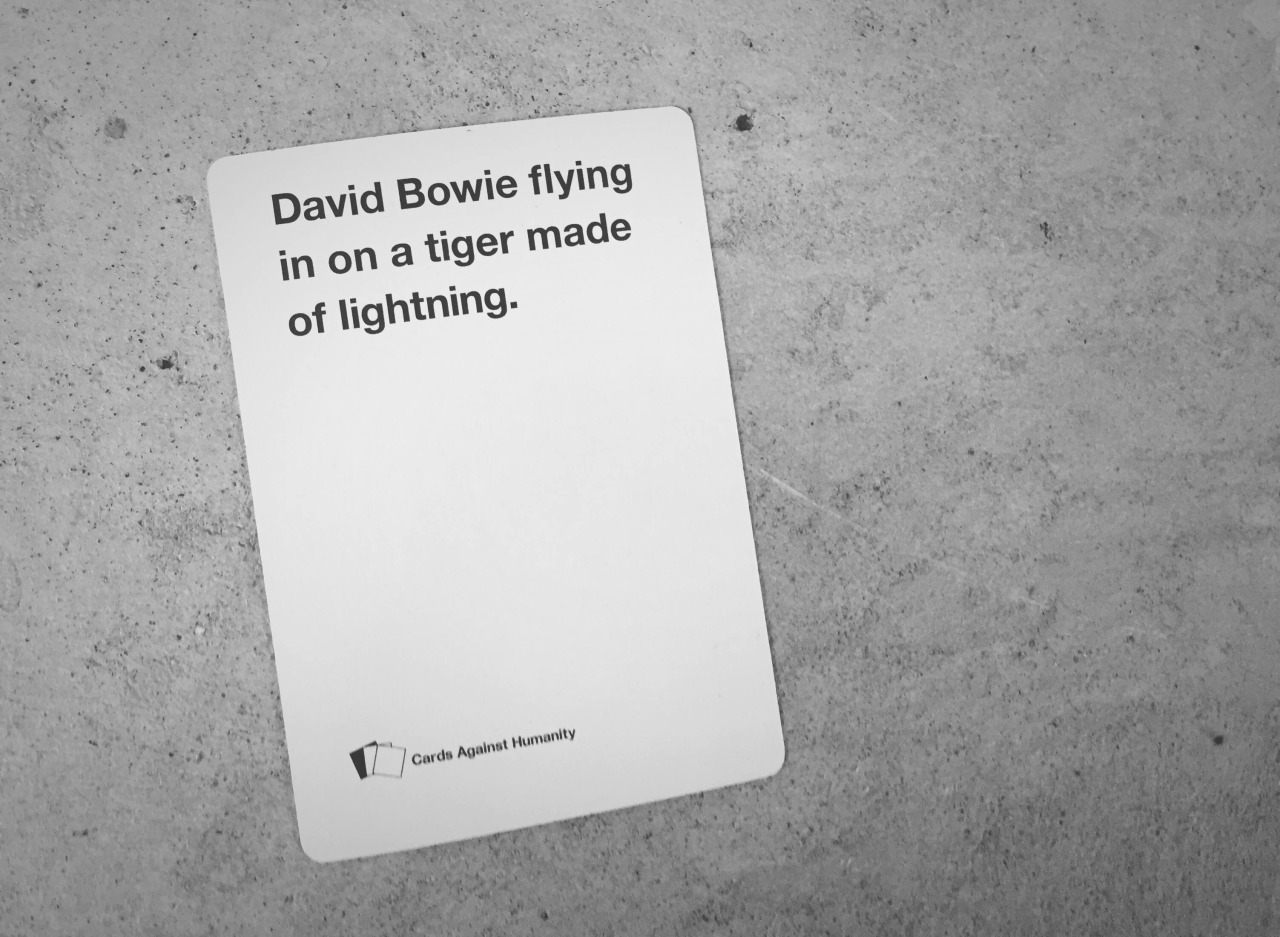 David Bowie flying
in on a tiger made
of lightning.
Cards Against Humanity